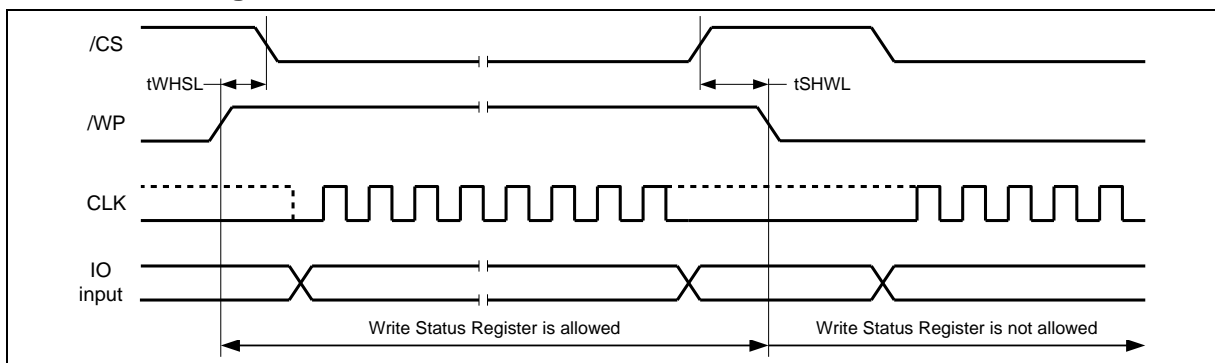 /CS
tWHSL
tSHWL
/WP
CLK
IO
input
Write Status Register is allowed
Write Status Register is not allowed